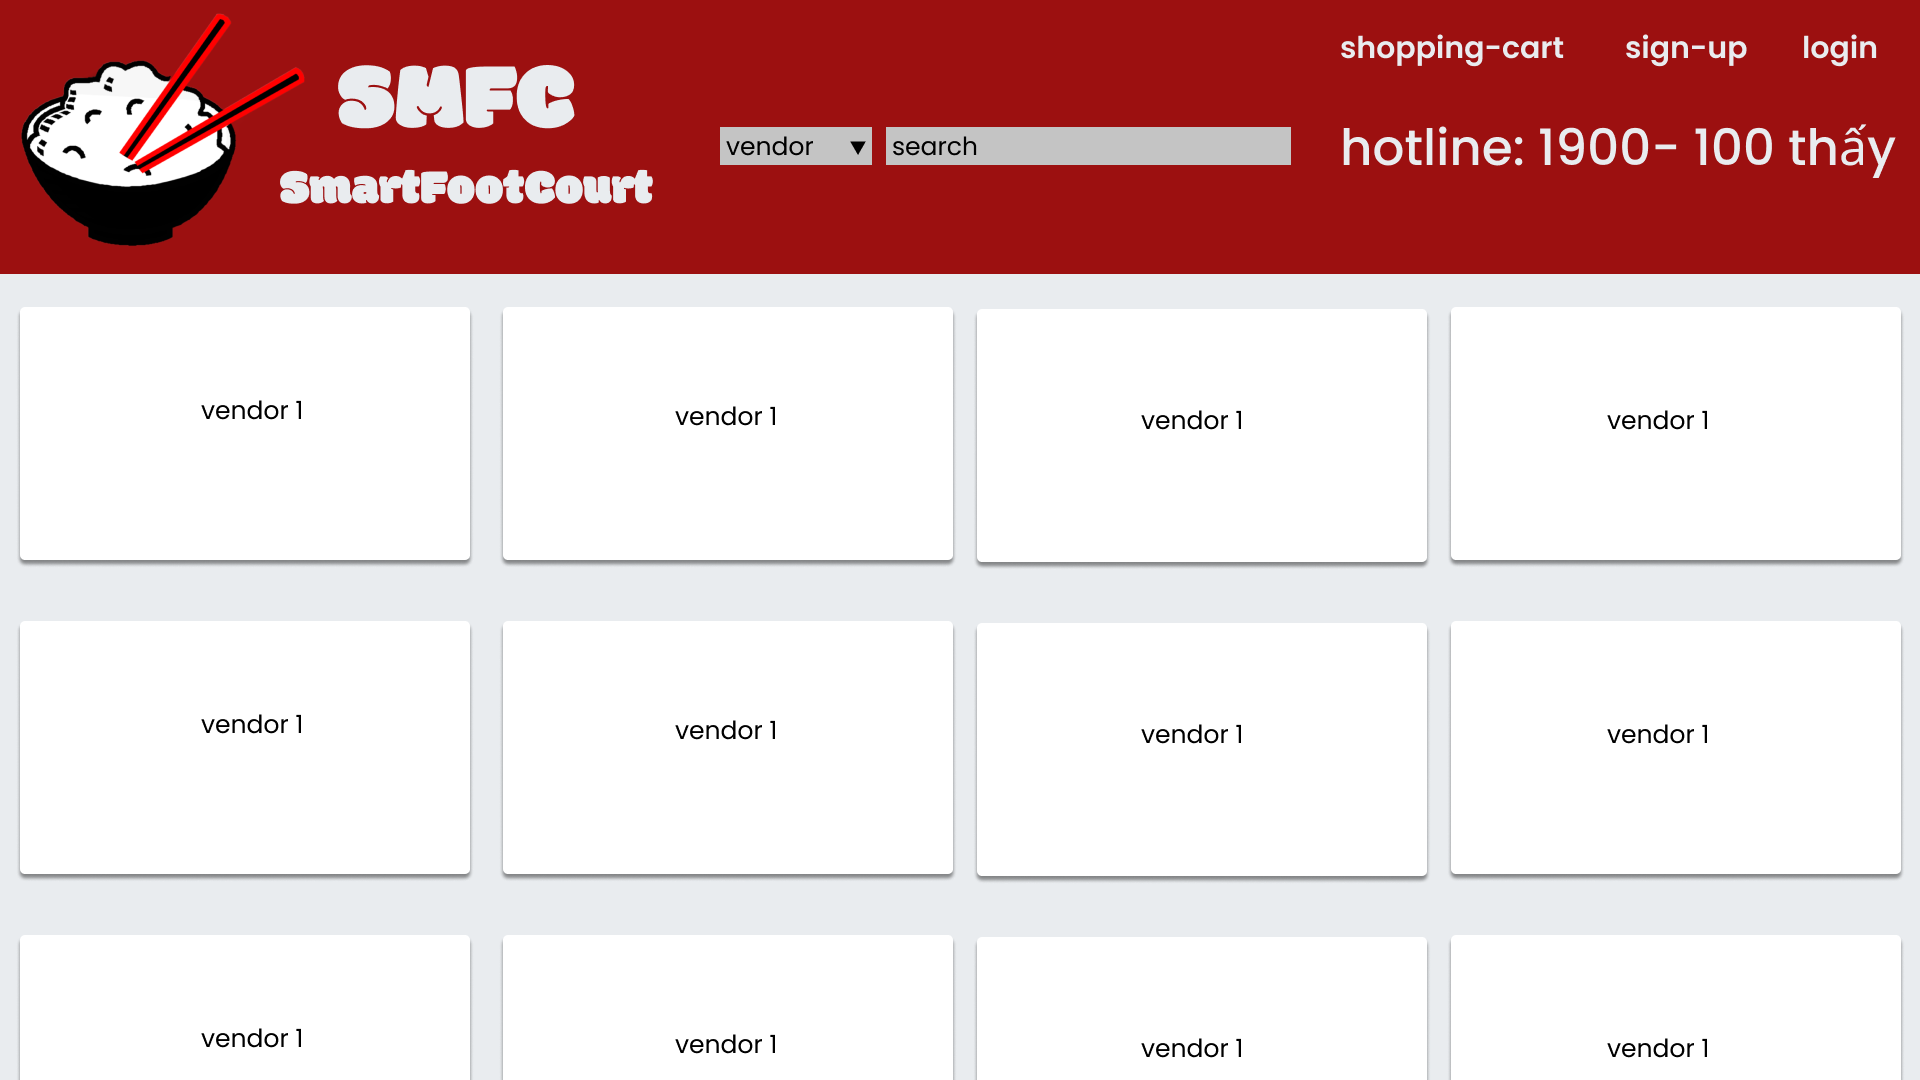 shopping-cart sign-up login
SMFC
vendor ▼ search
hotline: 1900- 100 thấy
SmartFootCourt
vendor 1 vendor 1 vendor 1 vendor 1
vendor 1 vendor 1 vendor 1 vendor 1
vendor 1 vendor 1 vendor 1 vendor 1